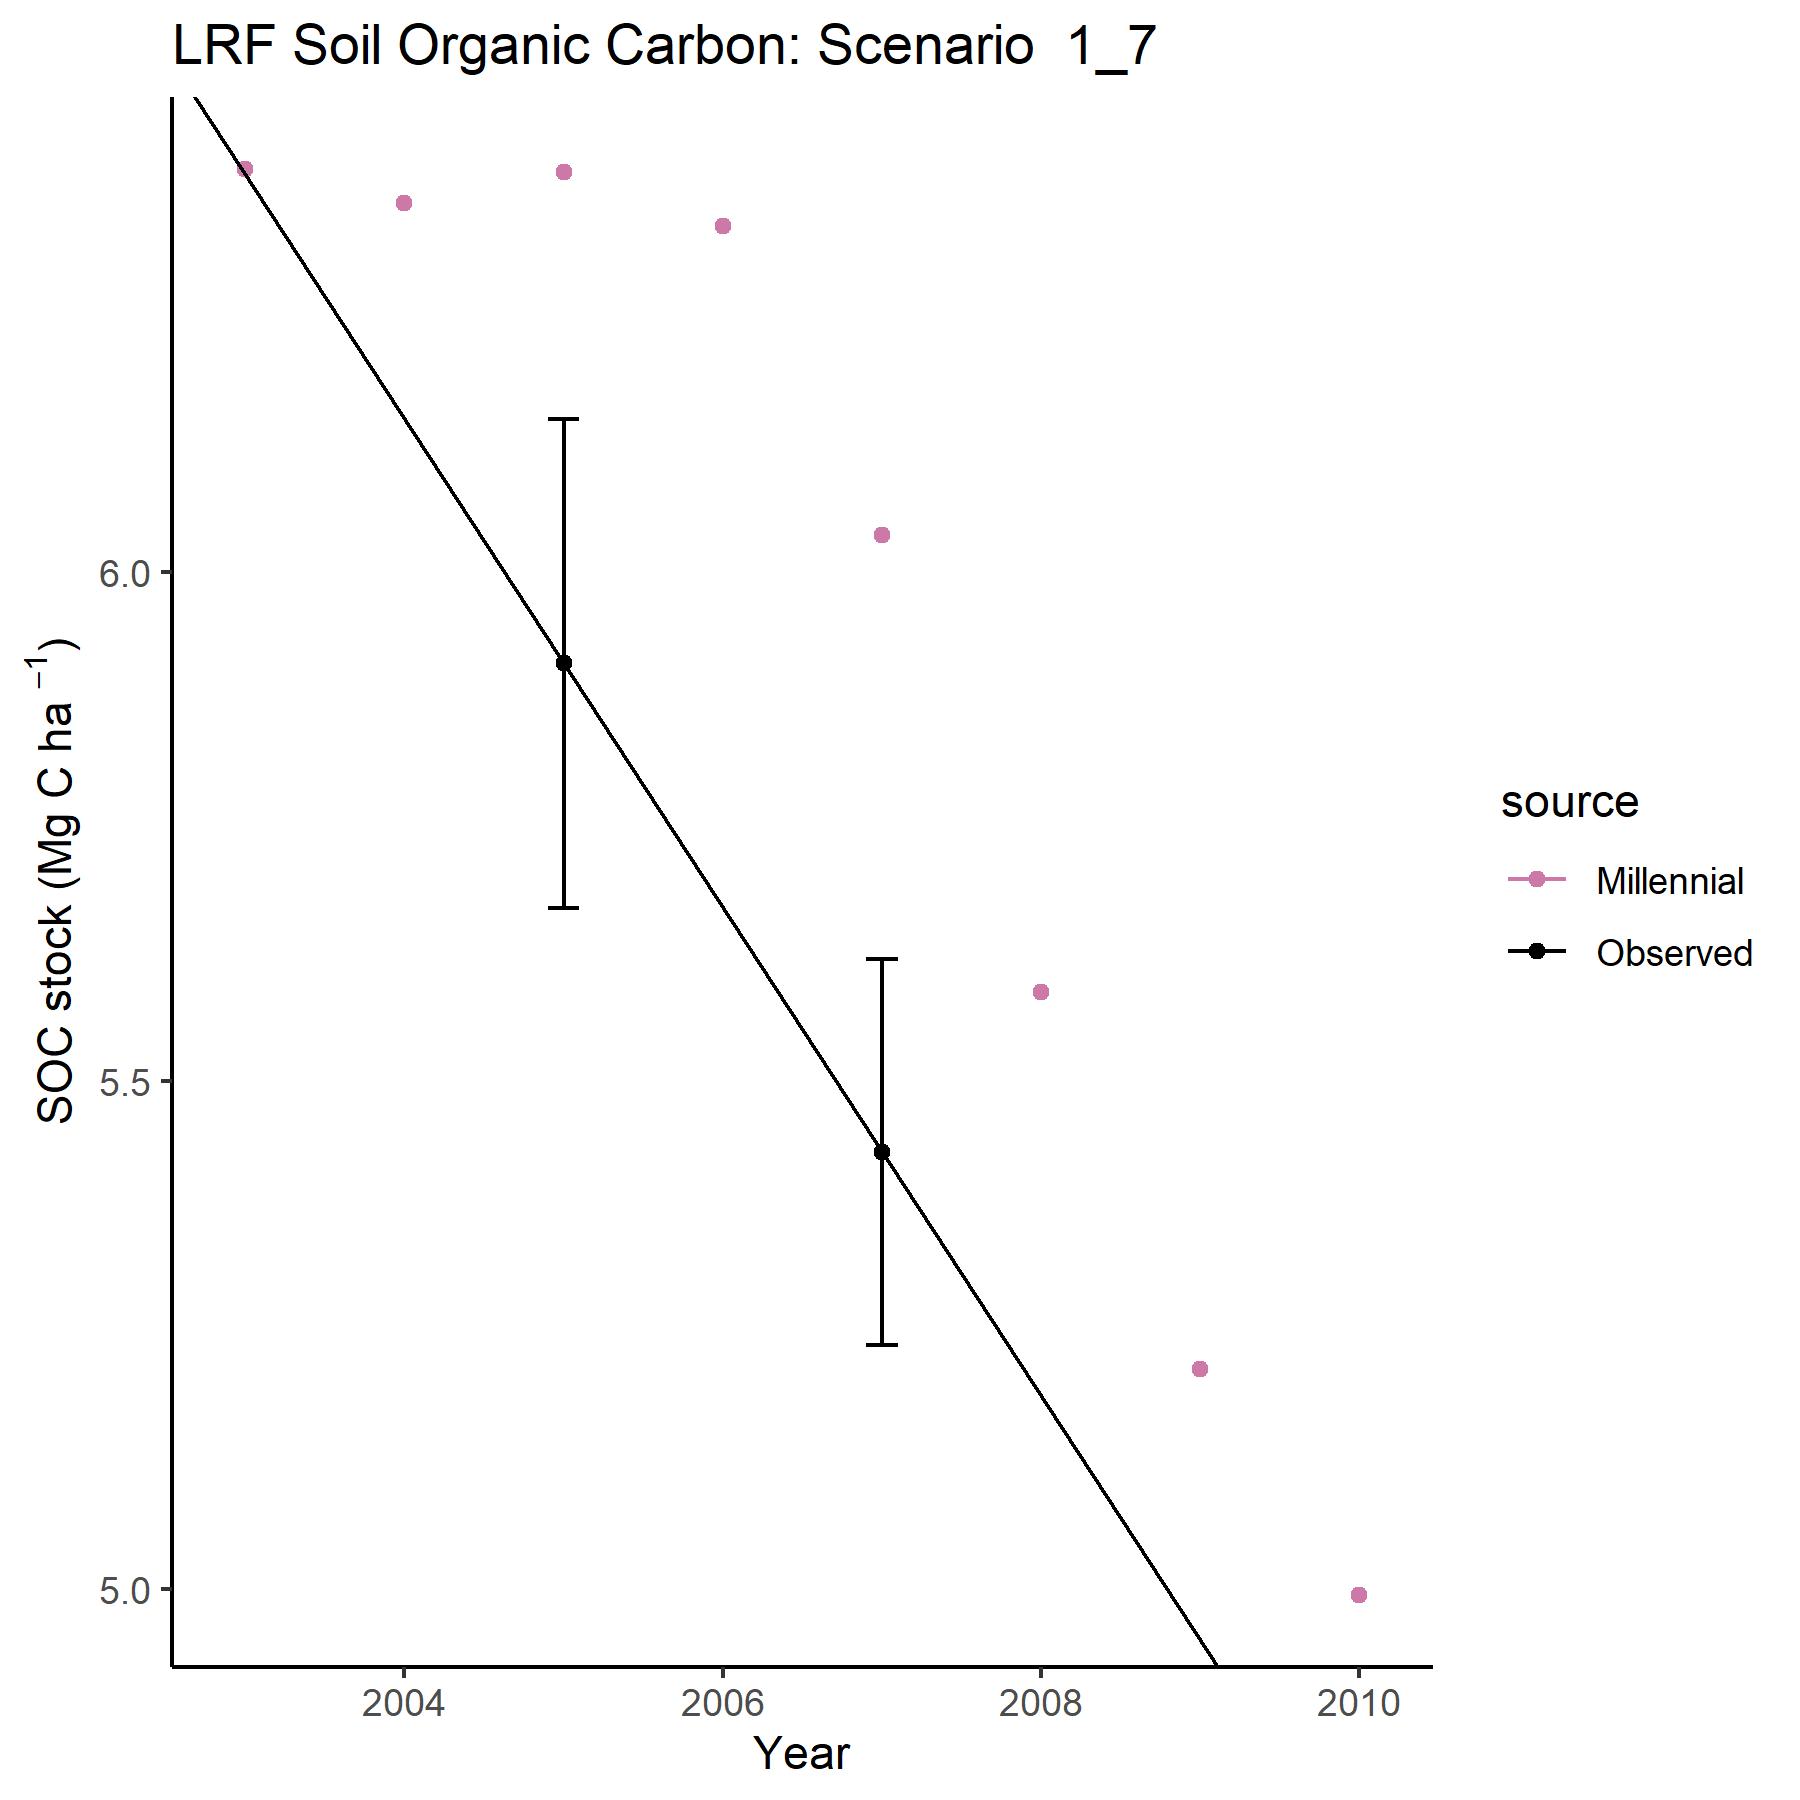 LRF Soil Organic Carbon: Scenario  1_7
SOC stock (Mg C ha ⁻¹)
6.0
5.5
5.0
2004 2006 2008 2010
Year
source
Millennial
Observed